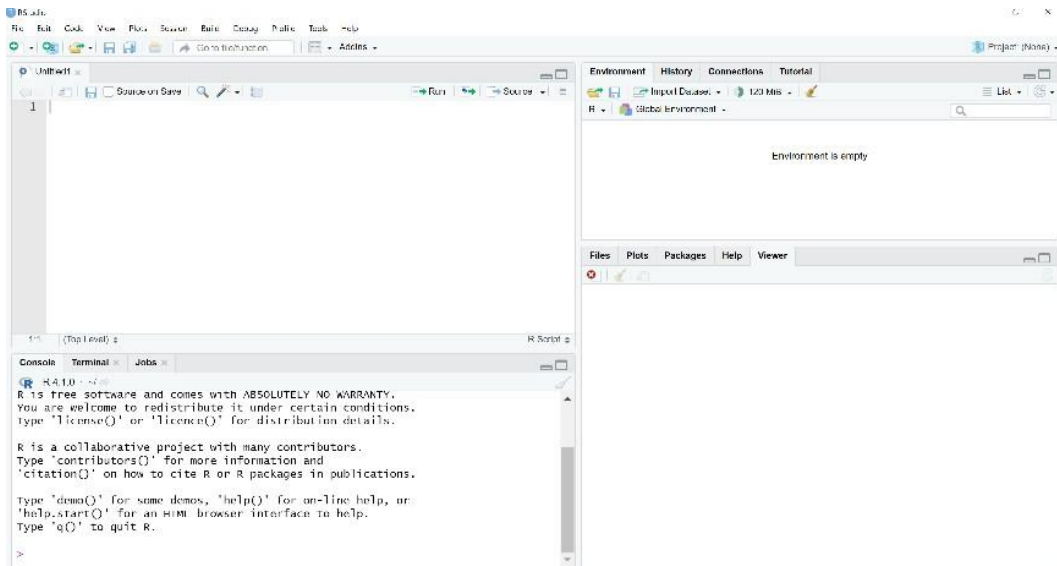 RStudio
File Edit Code View Plots Session Build Debug Profile Tools Help
Go to file/function Addins
Project: (None)
Untitled1
Source on Save Run Source
1
1:1 (Top Level) R Script
Console Terminal Jobs
R 4.1.0
R is free software and comes with ABSOLUTELY NO WARRANTY.
You are welcome to redistribute it under certain conditions.
Type 'license()' or 'licence()' for distribution details.
R is a collaborative project with many contributors.
Type 'contributors()' for more information and
'citation()' on how to cite R or R packages in publications.
Type 'demo()' for some demos, 'help()' for on-line help, or
'help.start()' for an HTML browser interface to help.
Type 'q()' to quit R.
>
Environment History Connections Tutorial
Import Dataset 120 MiB List
R Global Environment
Environment is empty
Files Plots Packages Help Viewer